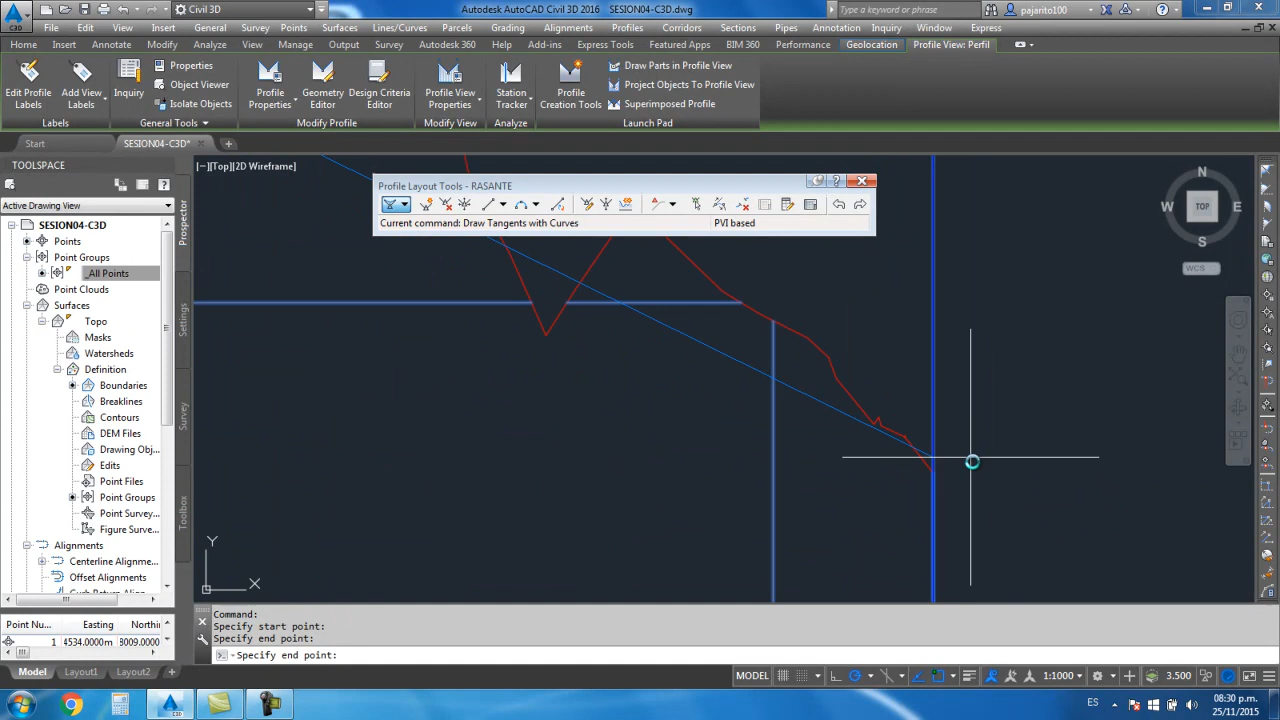 Civil 3D
Autodesk AutoCAD Civil 3D 2016 SESION04-C3D.dwg
Type a keyword or phrase
pajarito100
File Edit View Insert General Survey Points Surfaces Lines/Curves Parcels Grading Alignments Profiles Corridors Sections Pipes Annotation Window Express
Home Insert Annotate Modify Analyze View Manage Output Survey Autodesk 360 Help Add-ins Express Tools Featured Apps BIM 360 Performance Geolocation Profile View: Perfil
Edit Profile Labels
Add View Labels
Labels
Inquiry
Properties
Object Viewer
Isolate Objects
General Tools
Profile Properties
Geometry Editor
Design Criteria Editor
Modify Profile
Profile View Properties
Modify View
Station Tracker
Analyze
Profile Creation Tools
Draw Parts in Profile View
Project Objects To Profile View
Superimposed Profile
Launch Pad
Start
SESION04-C3D*
TOOLSPACE
Active Drawing View
SESION04-C3D
Points
Point Groups
_All Points
Point Clouds
Surfaces
Topo
Masks
Watersheds
Definition
Boundaries
Breaklines
Contours
DEM Files
Drawing Obj...
Edits
Point Files
Point Groups
Point Survey...
Figure Surve...
Alignments
Centerline Alignme...
Offset Alignments
Prospector
Settings
Survey
Toolbox
Point Nu... Easting Northin
1 4534.0000m 8009.0000
[−][Top][2D Wireframe]
Profile Layout Tools - RASANTE
Current command: Draw Tangents with Curves
PVI based
N
W TOP E
S
WCS
Y
X
Command:
Specify start point:
Specify end point:
Specify end point:
Model Layout1 Layout2
MODEL
1:1000
3.500
ES
08:30 p.m.
25/11/2015